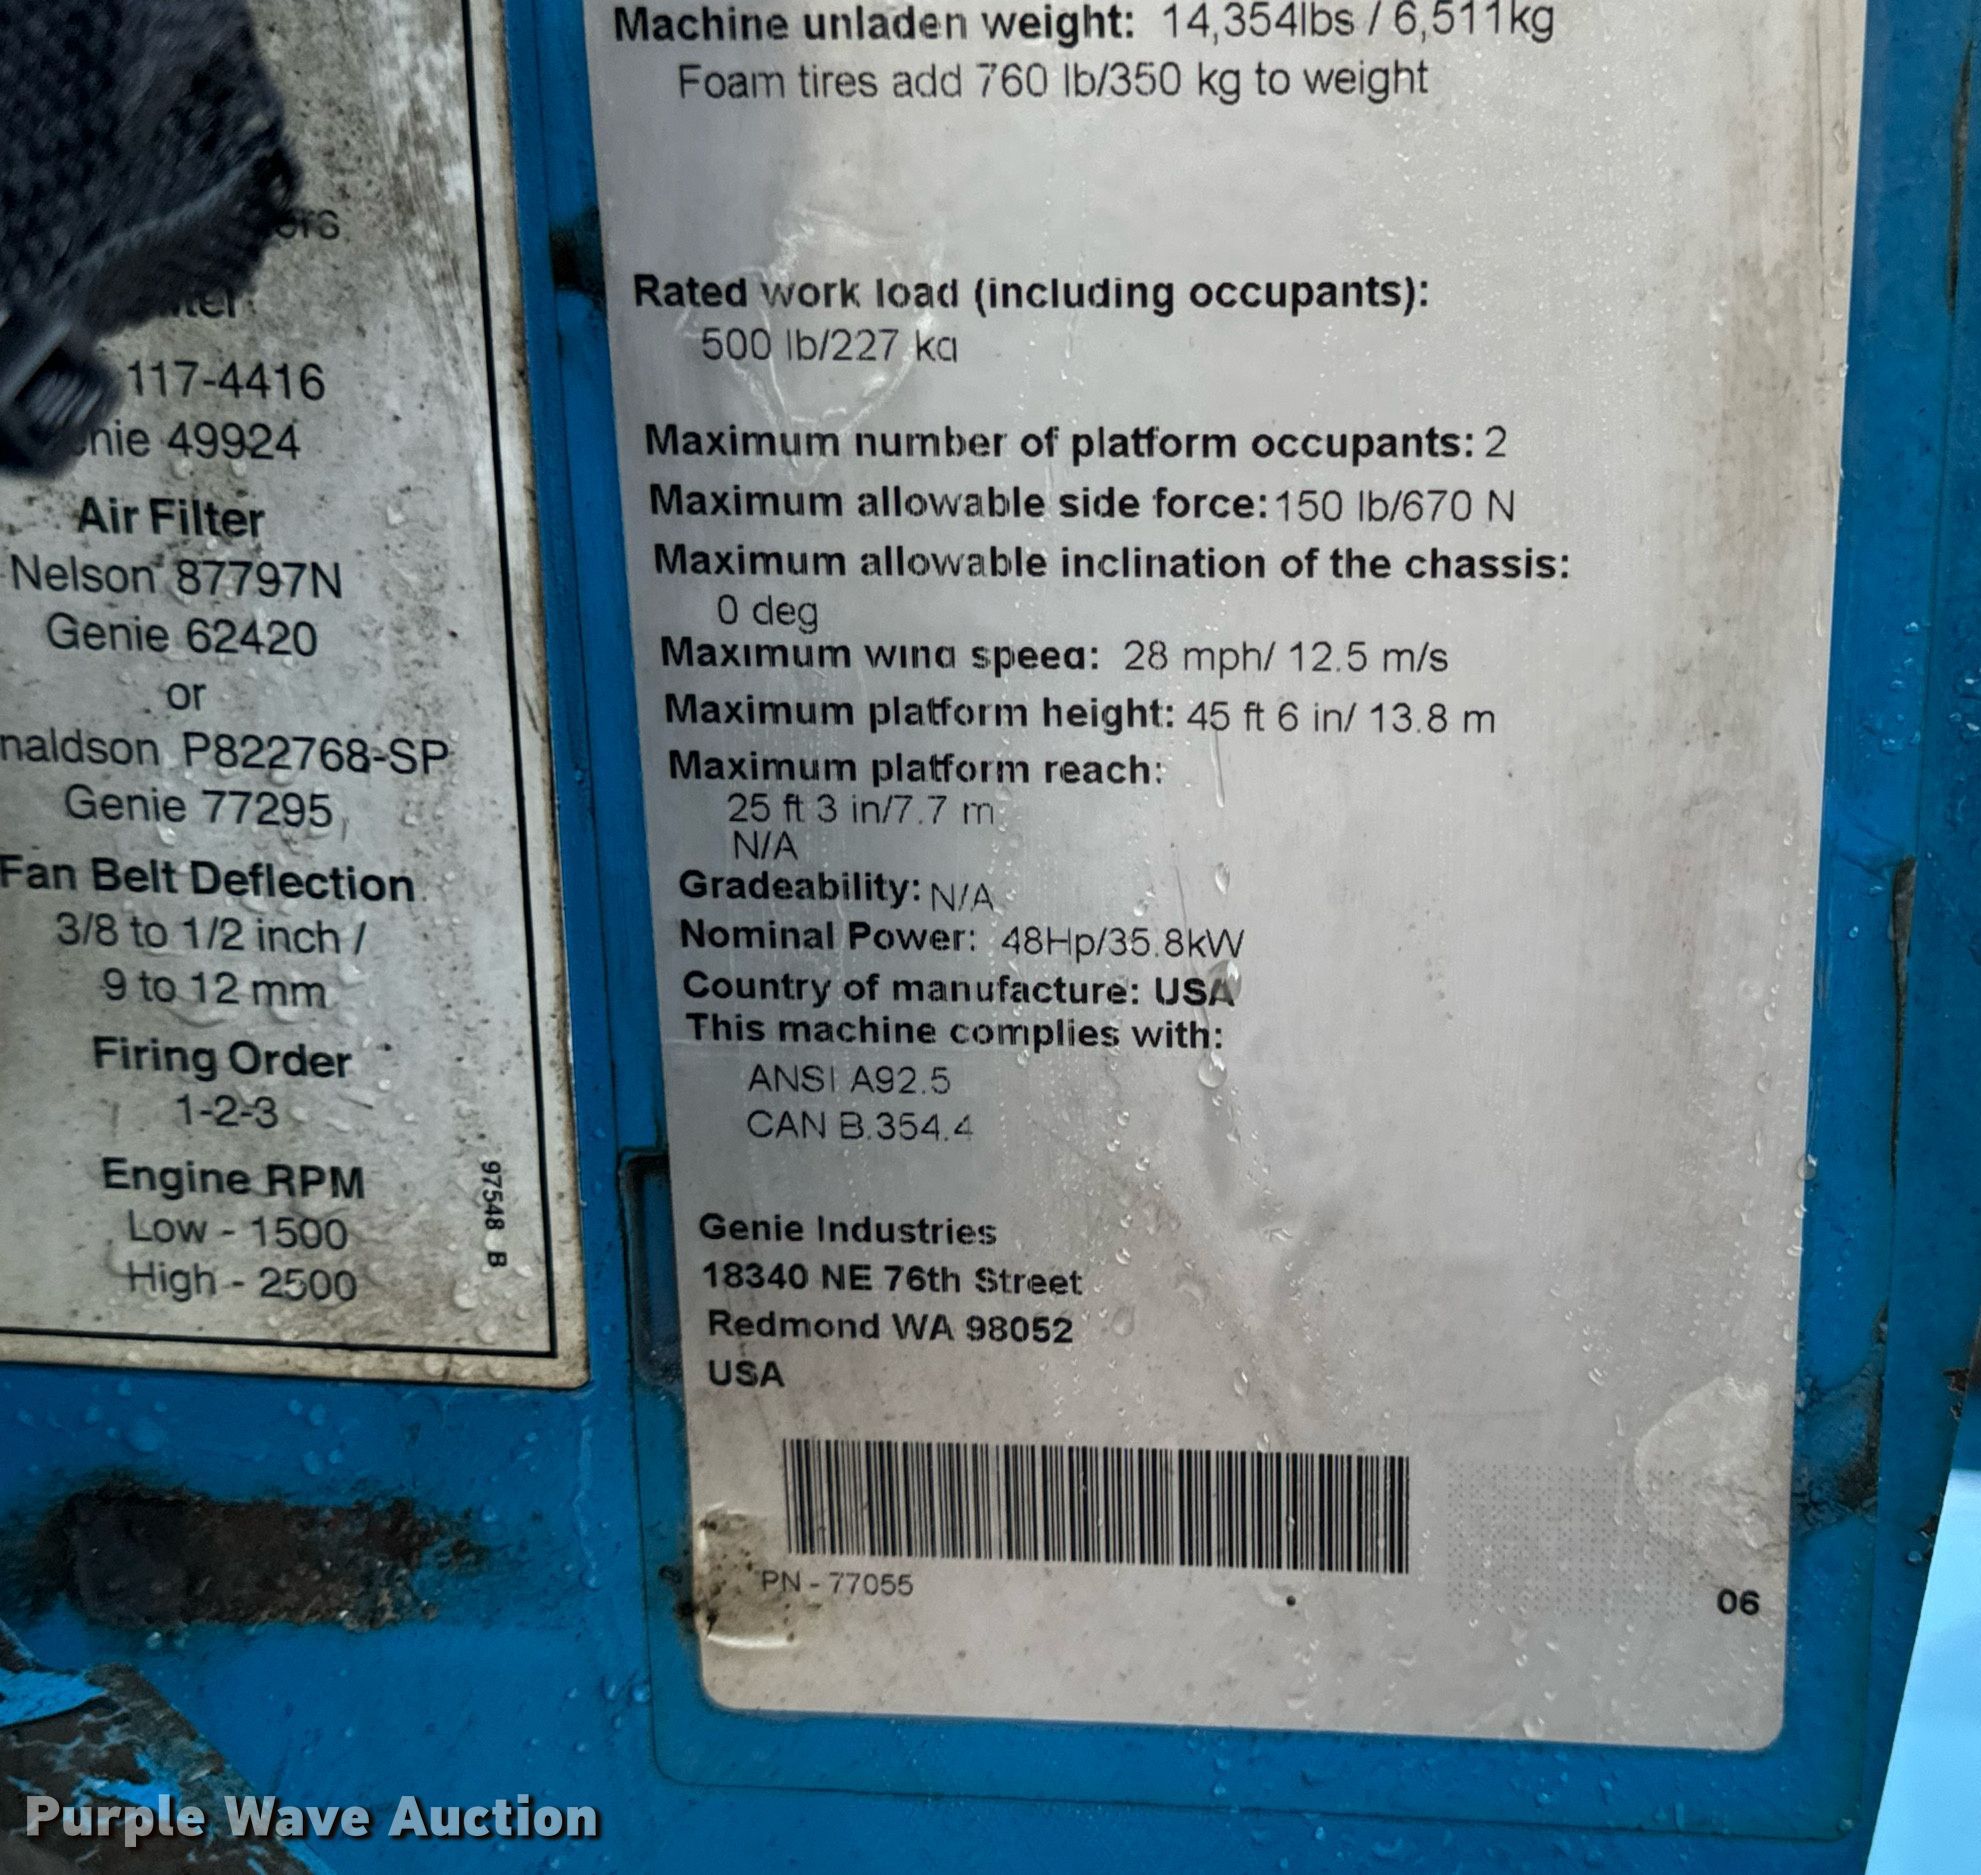 117-4416
49924
Air Filter
Nelson 87797N
Genie 62420
or
P822768-SP
Genie 77295
Fan Belt Deflection
3/8 to 1/2 inch /
9 to 12 mm
Firing Order
1-2-3
Engine RPM
Low - 1500
High - 2500
97548 B
Machine unladen weight: 14,354lbs / 6,511kg
Foam tires add 760 lb/350 kg to weight
Rated work load (including occupants):
500 lb/227 kg
Maximum number of platform occupants: 2
Maximum allowable side force: 150 lb/670 N
Maximum allowable inclination of the chassis:
0 deg
Maximum wind speed: 28 mph/ 12.5 m/s
Maximum platform height: 45 ft 6 in/ 13.8 m
Maximum platform reach:
25 ft 3 in/7.7 m
N/A
Gradeability: N/A
Nominal Power: 48Hp/35.8kW
Country of manufacture: USA
This machine complies with:
ANSI A92.5
CAN B.354.4
Genie Industries
18340 NE 76th Street
Redmond WA 98052
USA
PN - 77055
06
Purple Wave Auction